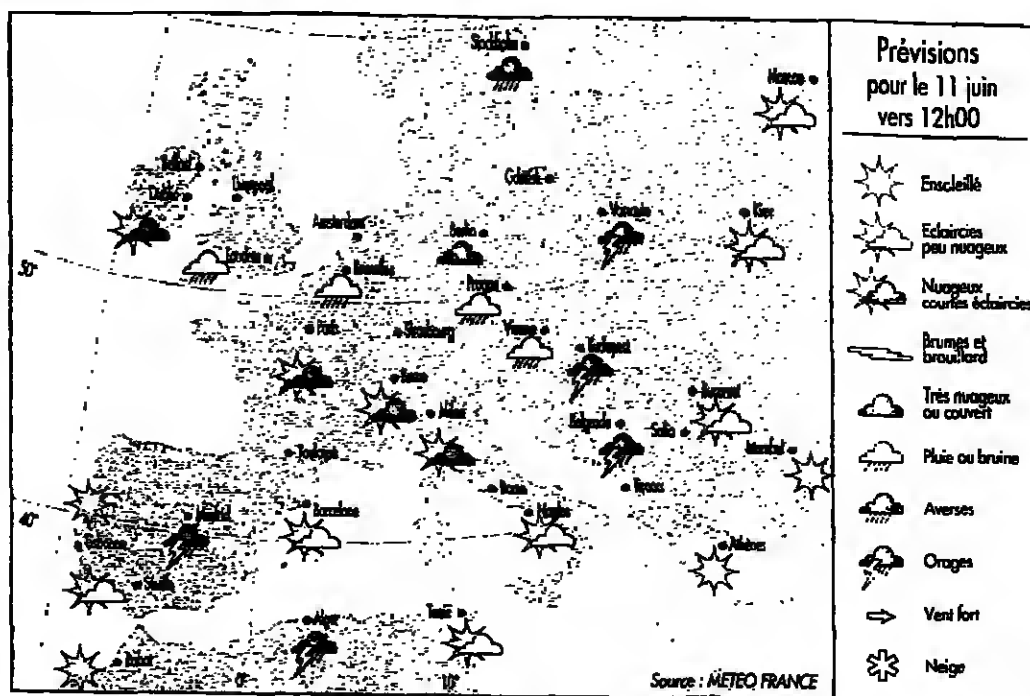 Stockholm
Moscou
Belfast
Dublin
Liverpool
Gdansk
Amsterdam
Berlin
Varsovie
Kiev
50°
Londres
Bruxelles
Prague
Paris
Strasbourg
Vienne
Budapest
Milan
Bucarest
Belgrade
Sofia
Istanbul
Toulouse
Rome
40°
Madrid
Barcelone
Naples
Athènes
Séville
Alger
Tunis
Rabat
0°
10°
Source : METEO FRANCE
Prévisions
pour le 11 juin
vers 12h00
Ensoleillé
Eclaircies
peu nuageux
Nuageux
courtes éclaircies
Brumes et
brouillard
Très nuageux
ou couvert
Pluie ou bruine
Averses
Orages
Vent fort
Neige